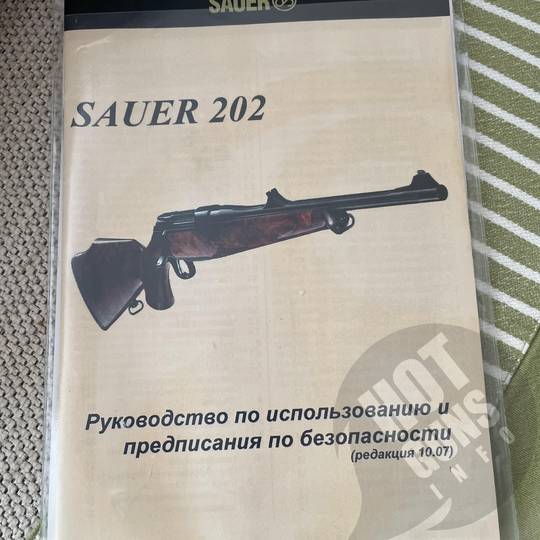 SAUER
SAUER 202
Руководство по использованию и
предписания по безопасности
(редакция 10.07)
HOT
GUNS
INFO